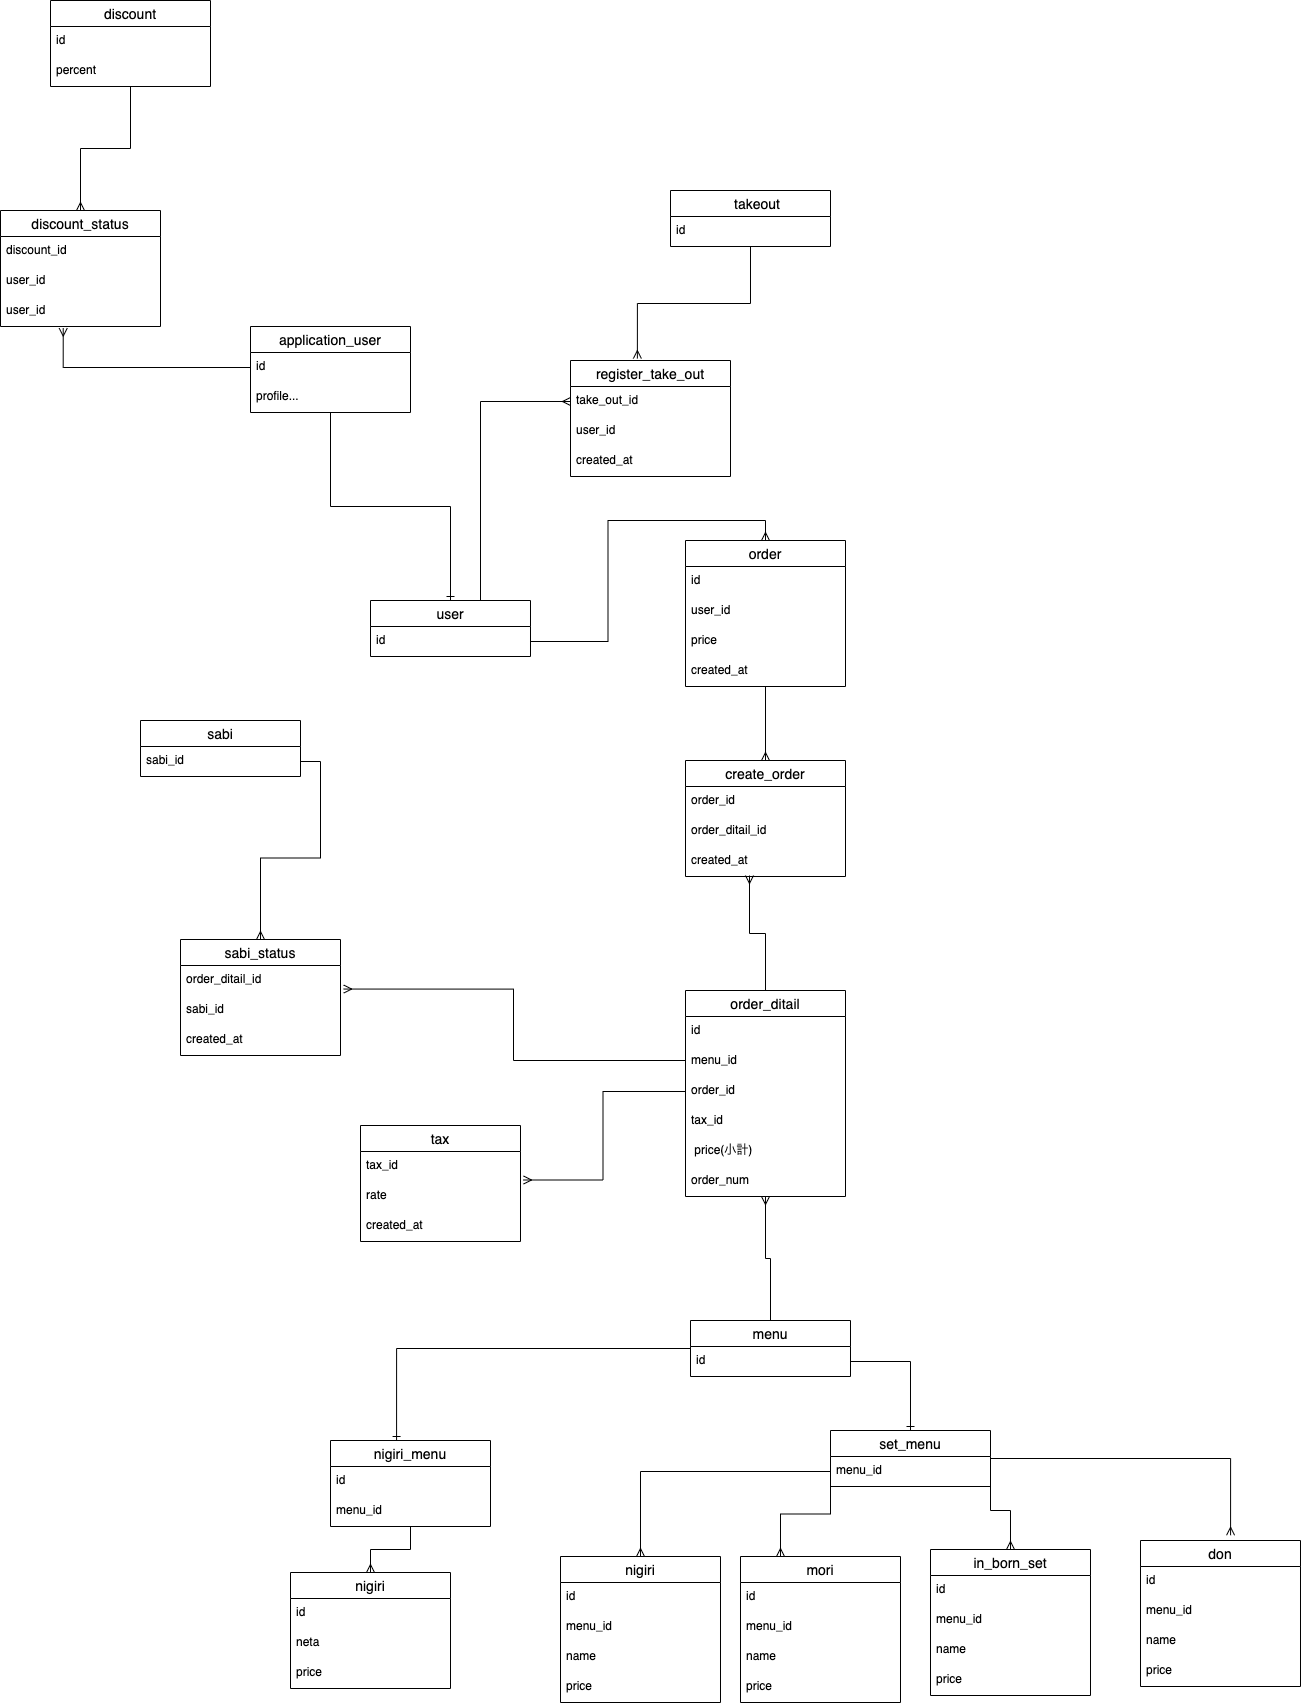 discount
id
percent
discount_status
discount_id
user_id
user_id
takeout
id
application_user
id
profile...
register_take_out
take_out_id
user_id
created_at
order
id
user_id
price
created_at
user
id
sabi
sabi_id
create_order
order_id
order_ditail_id
created_at
sabi_status
order_ditail_id
sabi_id
created_at
order_ditail
id
menu_id
order_id
tax_id
price(小計)
order_num
tax
tax_id
rate
created_at
menu
id
nigiri_menu
id
menu_id
set_menu
menu_id
nigiri
id
neta
price
nigiri
id
menu_id
name
price
mori
id
menu_id
name
price
in_born_set
id
menu_id
name
price
don
id
menu_id
name
price